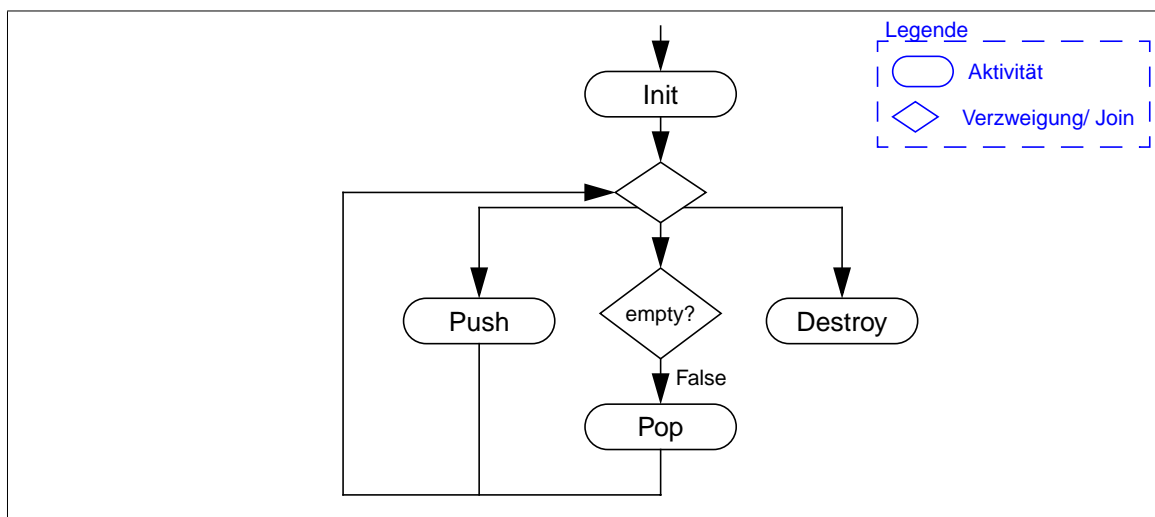 Legende
Aktivität
Verzweigung/ Join
Init
empty?
Push
Destroy
False
Pop